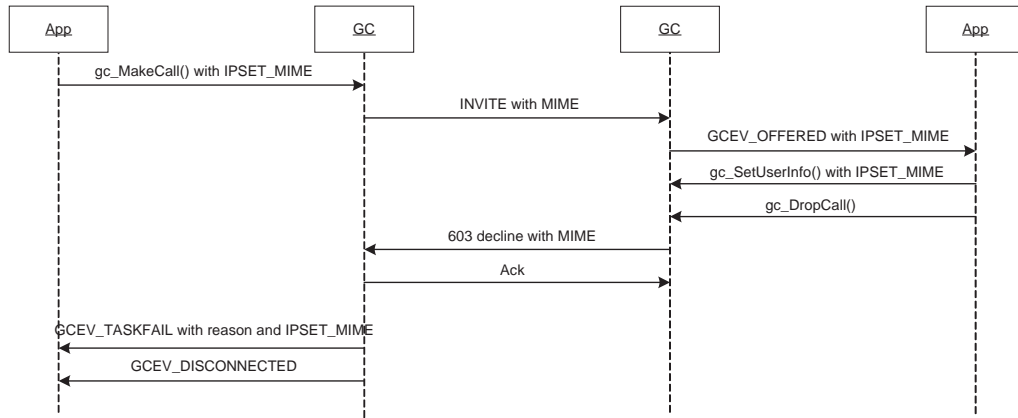 App
GC
GC
App
gc_MakeCall() with IPSET_MIME
INVITE with MIME
GCEV_OFFERED with IPSET_MIME
gc_SetUserInfo() with IPSET_MIME
gc_DropCall()
603 decline with MIME
Ack
GCEV_TASKFAIL with reason and IPSET_MIME
GCEV_DISCONNECTED